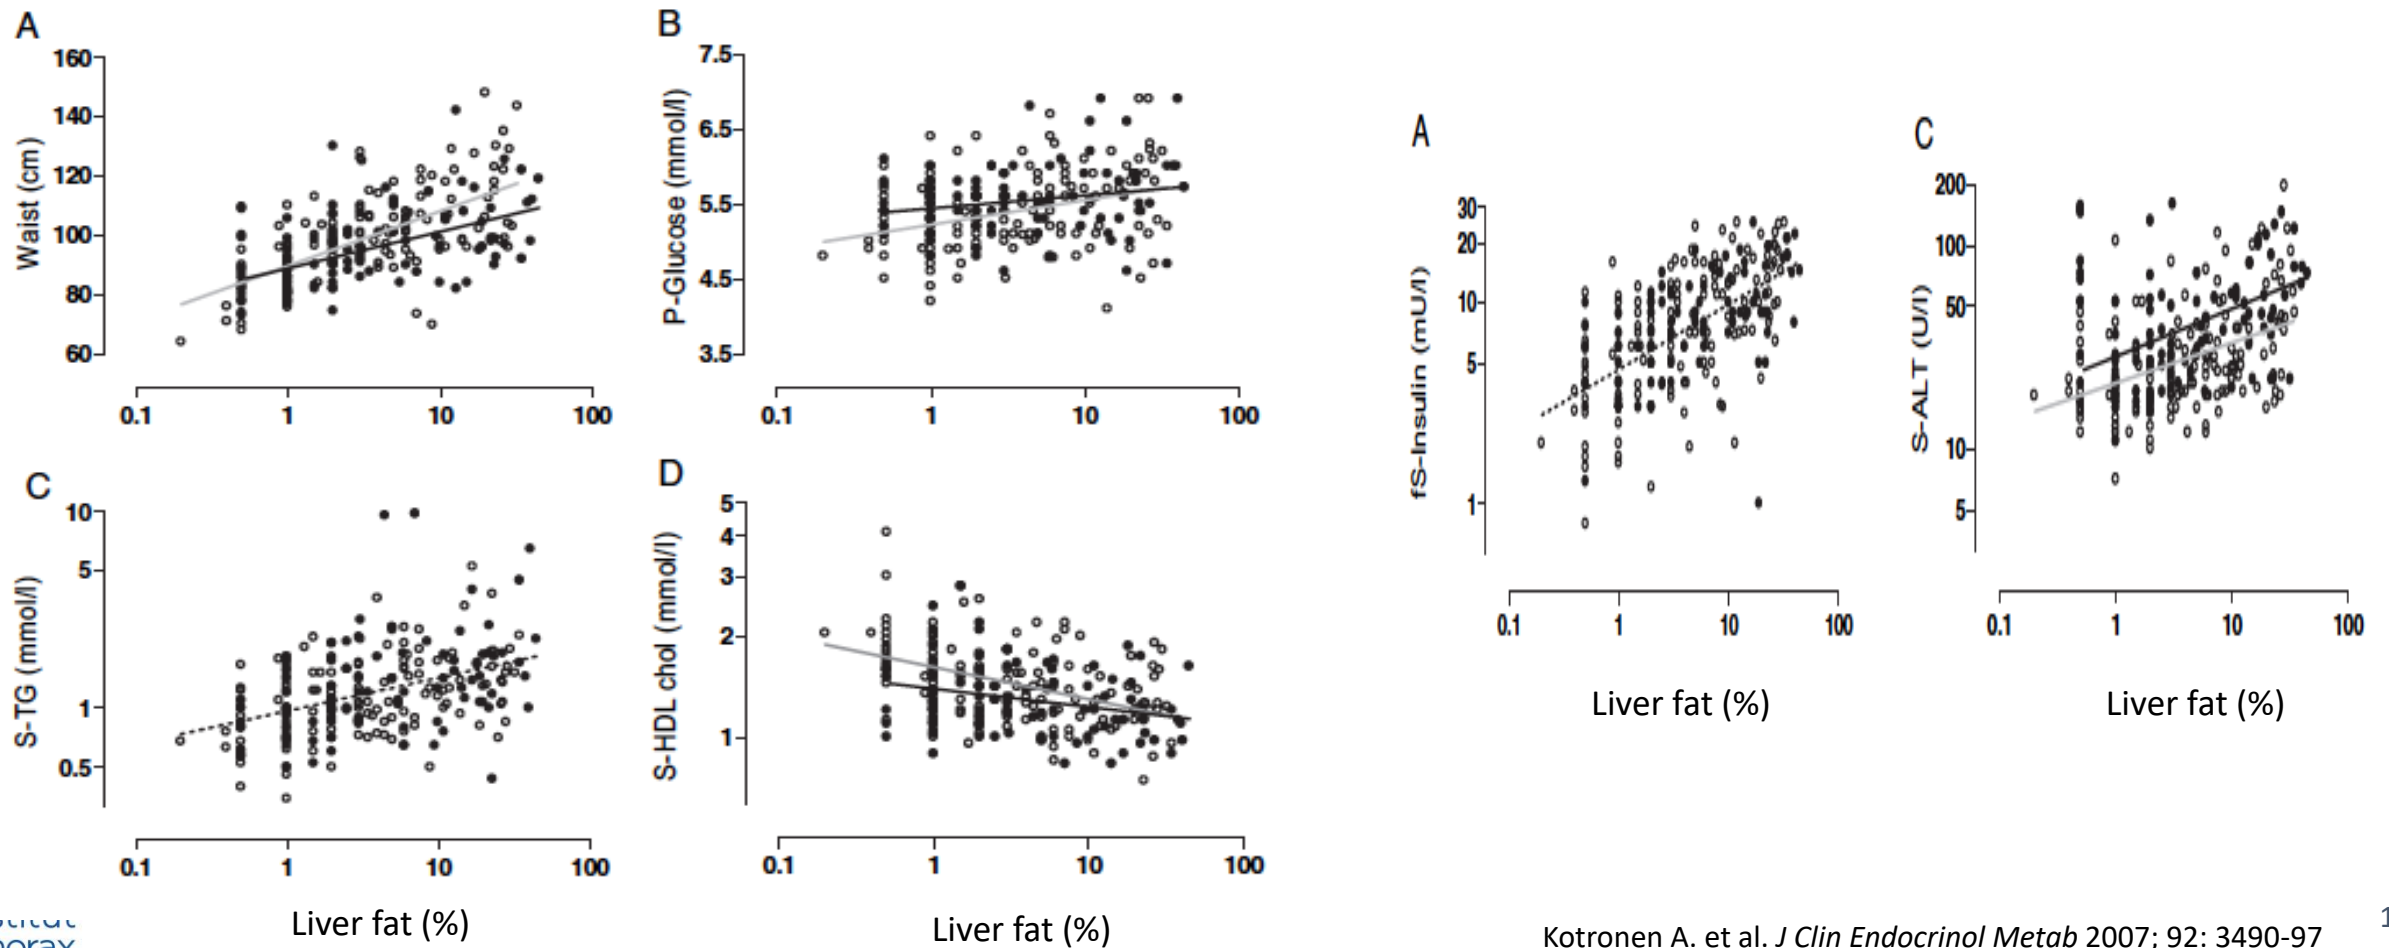 A
Waist (cm)
160
140
120
100
80
60
0.1 1 10 100
B
P-Glucose (mmol/l)
7.5
6.5
5.5
4.5
3.5
0.1 1 10 100
C
S-TG (mmol/l)
10
5
1
0.5
0.1 1 10 100
Liver fat (%)
D
S-HDL chol (mmol/l)
5
4
3
2
1
0.1 1 10 100
Liver fat (%)
A
fS-Insulin (mU/l)
30
20
10
5
1
0.1 1 10 100
Liver fat (%)
C
S-ALT (U/l)
200
100
50
10
5
0.1 1 10 100
Liver fat (%)
Kotronen A. et al. J Clin Endocrinol Metab 2007; 92: 3490-97
1